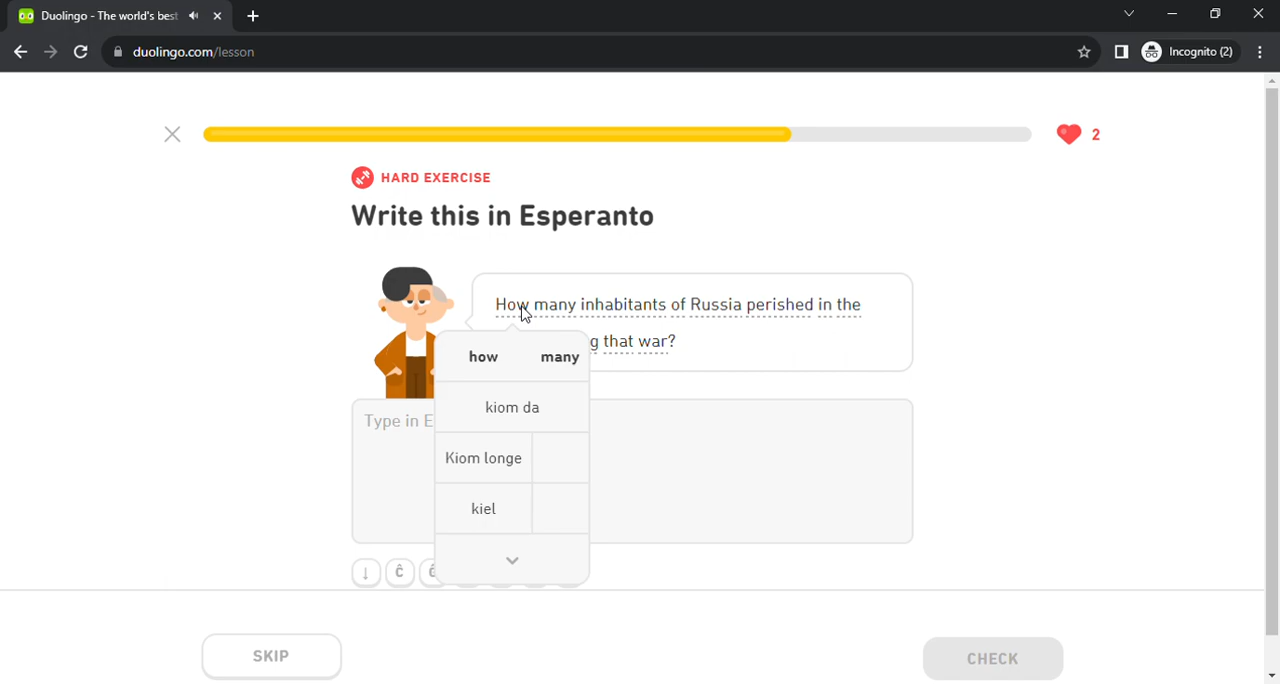 Duolingo - The world's best
duolingo.com/lesson
Incognito (2)
2
HARD EXERCISE
Write this in Esperanto
How many inhabitants of Russia perished in the
g that war?
how many
kiom da
Type in E
Kiom longe
kiel
↓ Ĉ
SKIP
CHECK